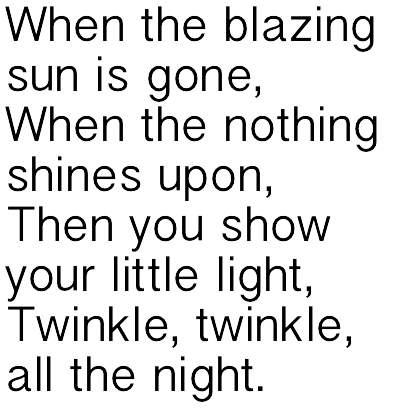 When the blazing
sun is gone,
When the nothing
shines upon,
Then you show
your little light,
Twinkle, twinkle,
all the night.